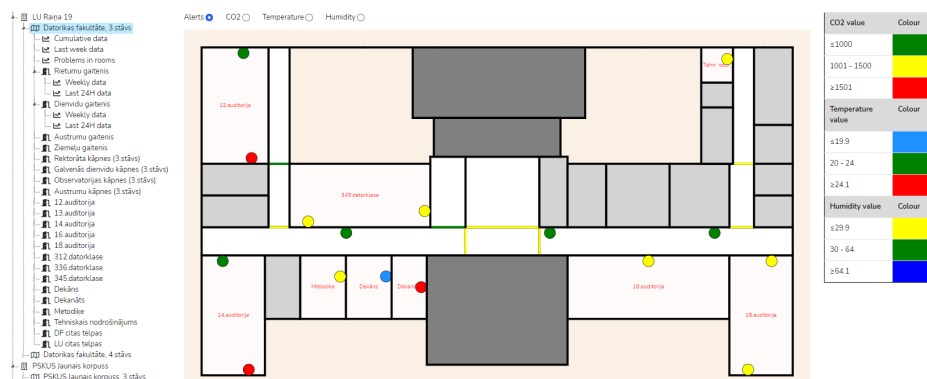 LU Raiņa 19
Datorikas fakultāte, 3.stāvs
Cumulative data
Last week data
Problems in rooms
Rietumu gaitenis
Weekly data
Last 24H data
Dienvidu gaitenis
Weekly data
Last 24H data
Austrumu gaitenis
Ziemeļu gaitenis
Rektorāta kāpnes (3.stāvs)
Galvenās dienvidu kāpnes (3.stāvs)
Observatorijas kāpnes (3.stāvs)
Austrumu kāpnes (3.stāvs)
12.auditorija
13.auditorija
14.auditorija
16.auditorija
18.auditorija
312.datorklase
336.datorklase
345.datorklase
Dekāns
Dekanāts
Metodiķe
Tehniskais nodrošinājums
DF citas telpas
LU citas telpas
Datorikas fakultāte, 4.stāvs
PSKUS Jaunais korpuss
PSKUS Jaunais korpuss, 3.stāvs
Alerts CO2 Temperature Humidity
12.auditorija
Tehn. nod.
345.datorklase
14.auditorija
Metodiķe
Dekāns
16.auditorija
18.auditorija
CO2 value Colour
≤1000
1001 - 1500
≥1501
Temperature value Colour
≤19.9
20 - 24
≥24.1
Humidity value Colour
≤29.9
30 - 64
≥64.1